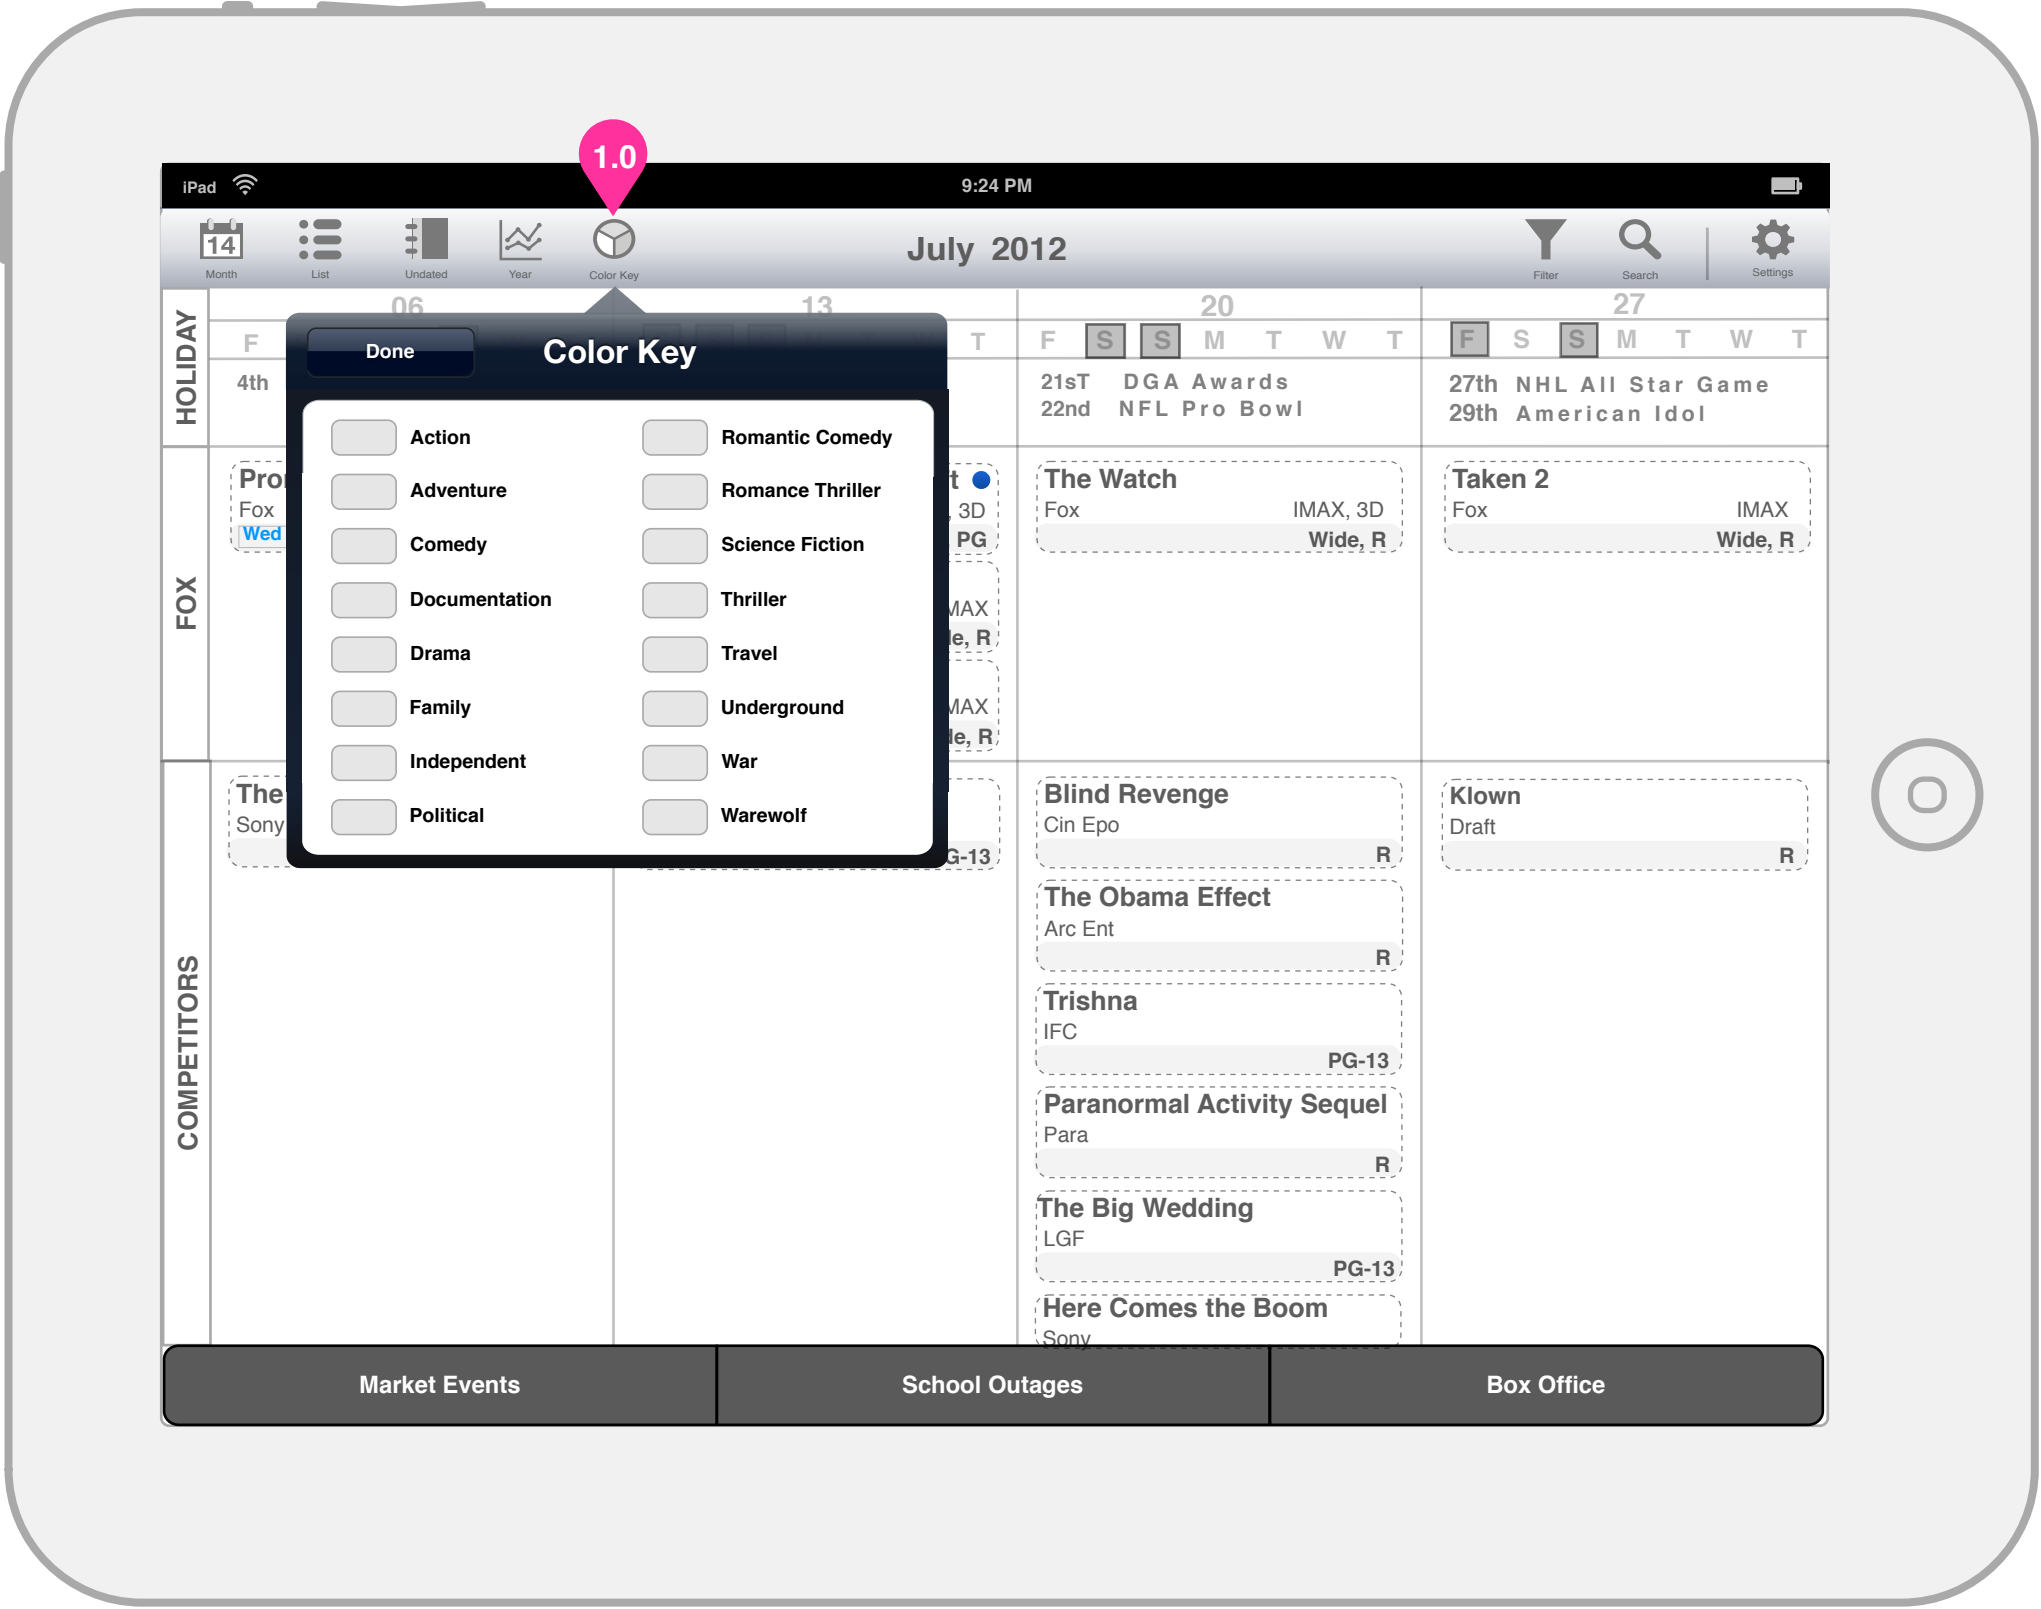 1.0
iPad 9:24 PM
14
Month List Undated Year Color Key
July 2012
Filter Search Settings
06 13 20 27
F T F S S M T W T F S S M T W T
HOLIDAY
4th
21sT DGA Awards
22nd NFL Pro Bowl
27th NHL All Star Game
29th American Idol
Done Color Key
Action
Adventure
Comedy
Documentation
Drama
Family
Independent
Political
Romantic Comedy
Romance Thriller
Science Fiction
Thriller
Travel
Underground
War
Warewolf
FOX
Fox
Wed
3D
PG
R
R
The Watch
Fox IMAX, 3D
Wide, R
Taken 2
Fox IMAX
Wide, R
COMPETITORS
The
Sony
Blind Revenge
Cin Epo
R
The Obama Effect
Arc Ent
R
Trishna
IFC
PG-13
Paranormal Activity Sequel
Para
R
The Big Wedding
LGF
PG-13
Here Comes the Boom
Sony
Klown
Draft
R
Market Events School Outages Box Office